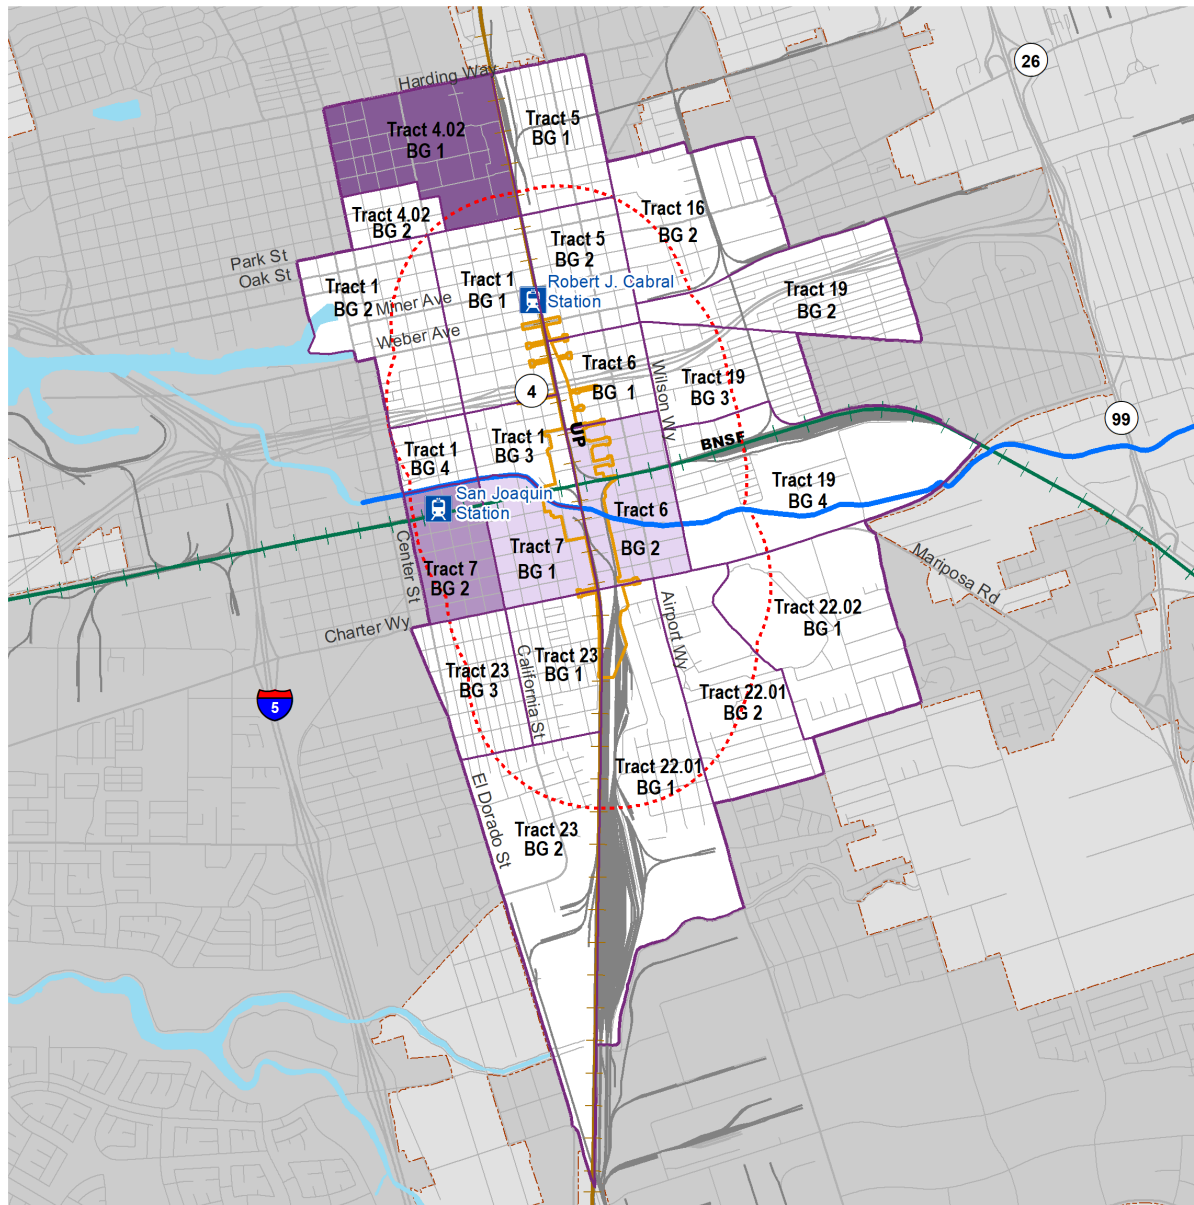 Harding Way
26
Tract 4.02
BG 1
Tract 5
BG 1
Tract 4.02
BG 2
Tract 16
BG 2
Park St
Oak St
Tract 5
BG 2
Tract 1
BG 2
Tract 1
BG 1
Robert J. Cabral
Station
Miner Ave
Weber Ave
Tract 19
BG 2
Tract 6
BG 1
Wilson Wy
Tract 19
BG 3
4
99
UP
BNSF
Tract 1
BG 4
Tract 1
BG 3
Tract 19
BG 4
San Joaquin
Station
Tract 6
BG 2
Center St
Tract 7
BG 2
Tract 7
BG 1
Mariposa Rd
Charter Wy
Airport Wy
Tract 22.02
BG 1
Tract 23
BG 3
California St
Tract 23
BG 1
Tract 22.01
BG 2
5
Tract 22.01
BG 1
El Dorado St
Tract 23
BG 2